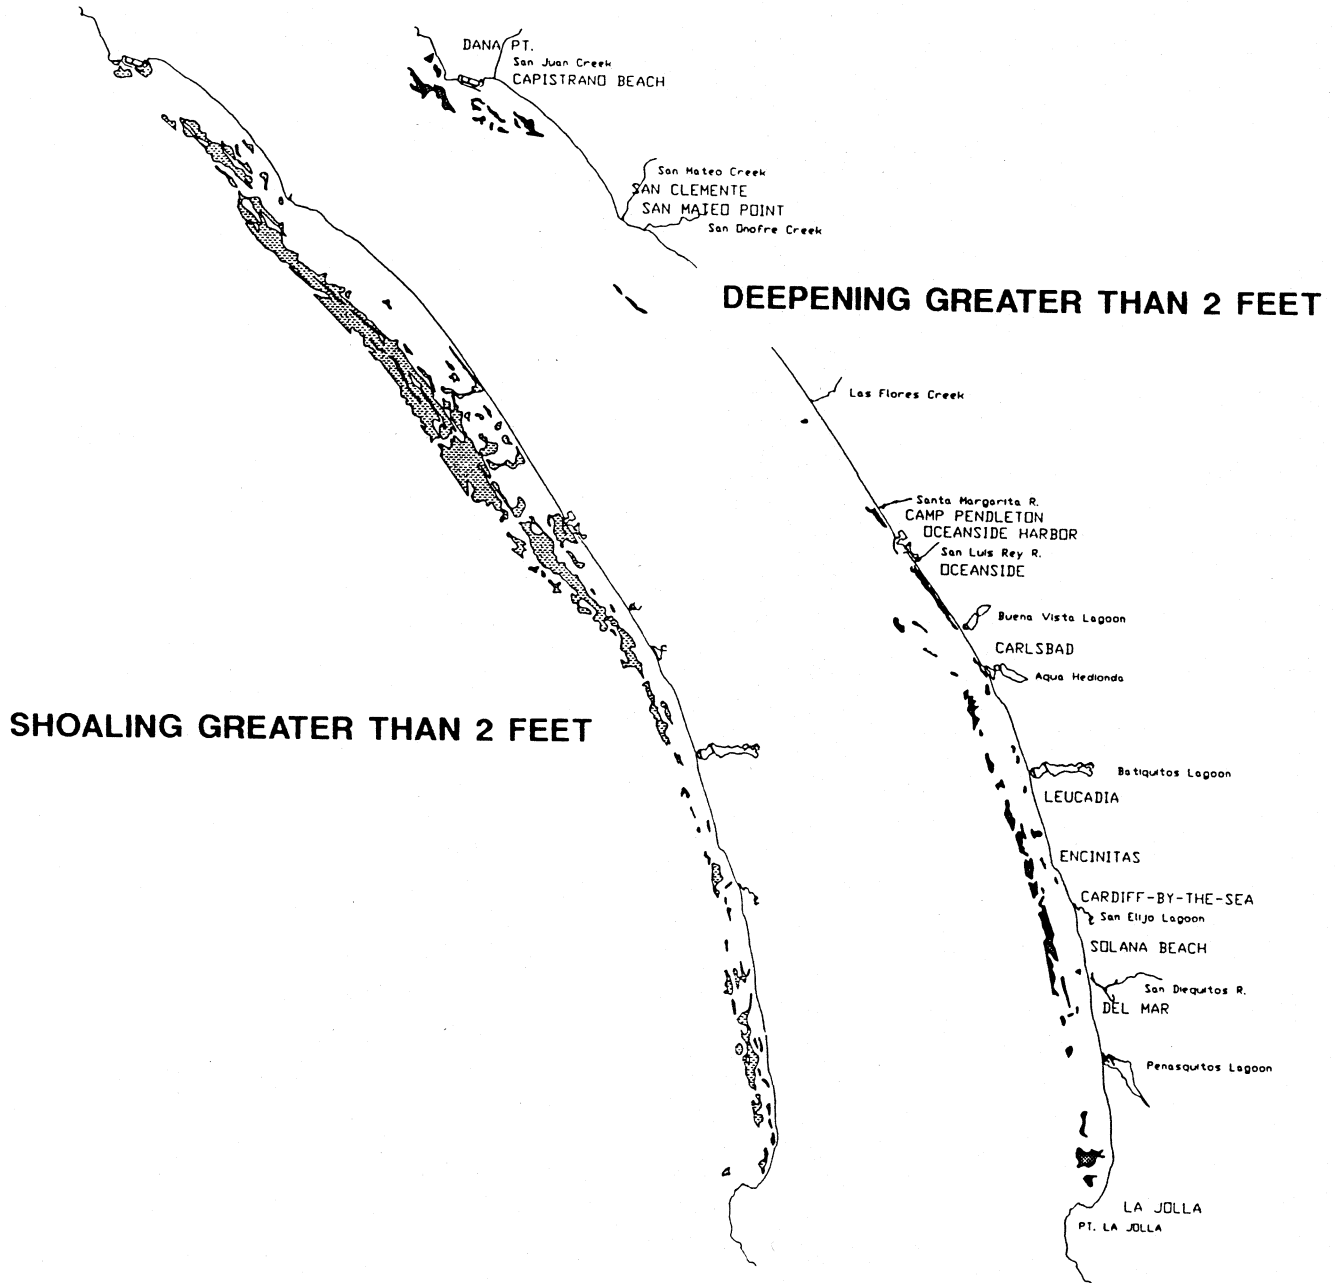 DANA PT.
San Juan Creek
CAPISTRANO BEACH
San Mateo Creek
SAN CLEMENTE
SAN MATEO POINT
San Onofre Creek
DEEPENING GREATER THAN 2 FEET
Las Flores Creek
Santa Margarita R.
CAMP PENDLETON
OCEANSIDE HARBOR
San Luis Rey R.
OCEANSIDE
Buena Vista Lagoon
CARLSBAD
Aqua Hedionda
SHOALING GREATER THAN 2 FEET
Batiquitos Lagoon
LEUCADIA
ENCINITAS
CARDIFF-BY-THE-SEA
San Elijo Lagoon
SOLANA BEACH
San Diequitos R.
DEL MAR
Penasquitos Lagoon
LA JOLLA
PT. LA JOLLA